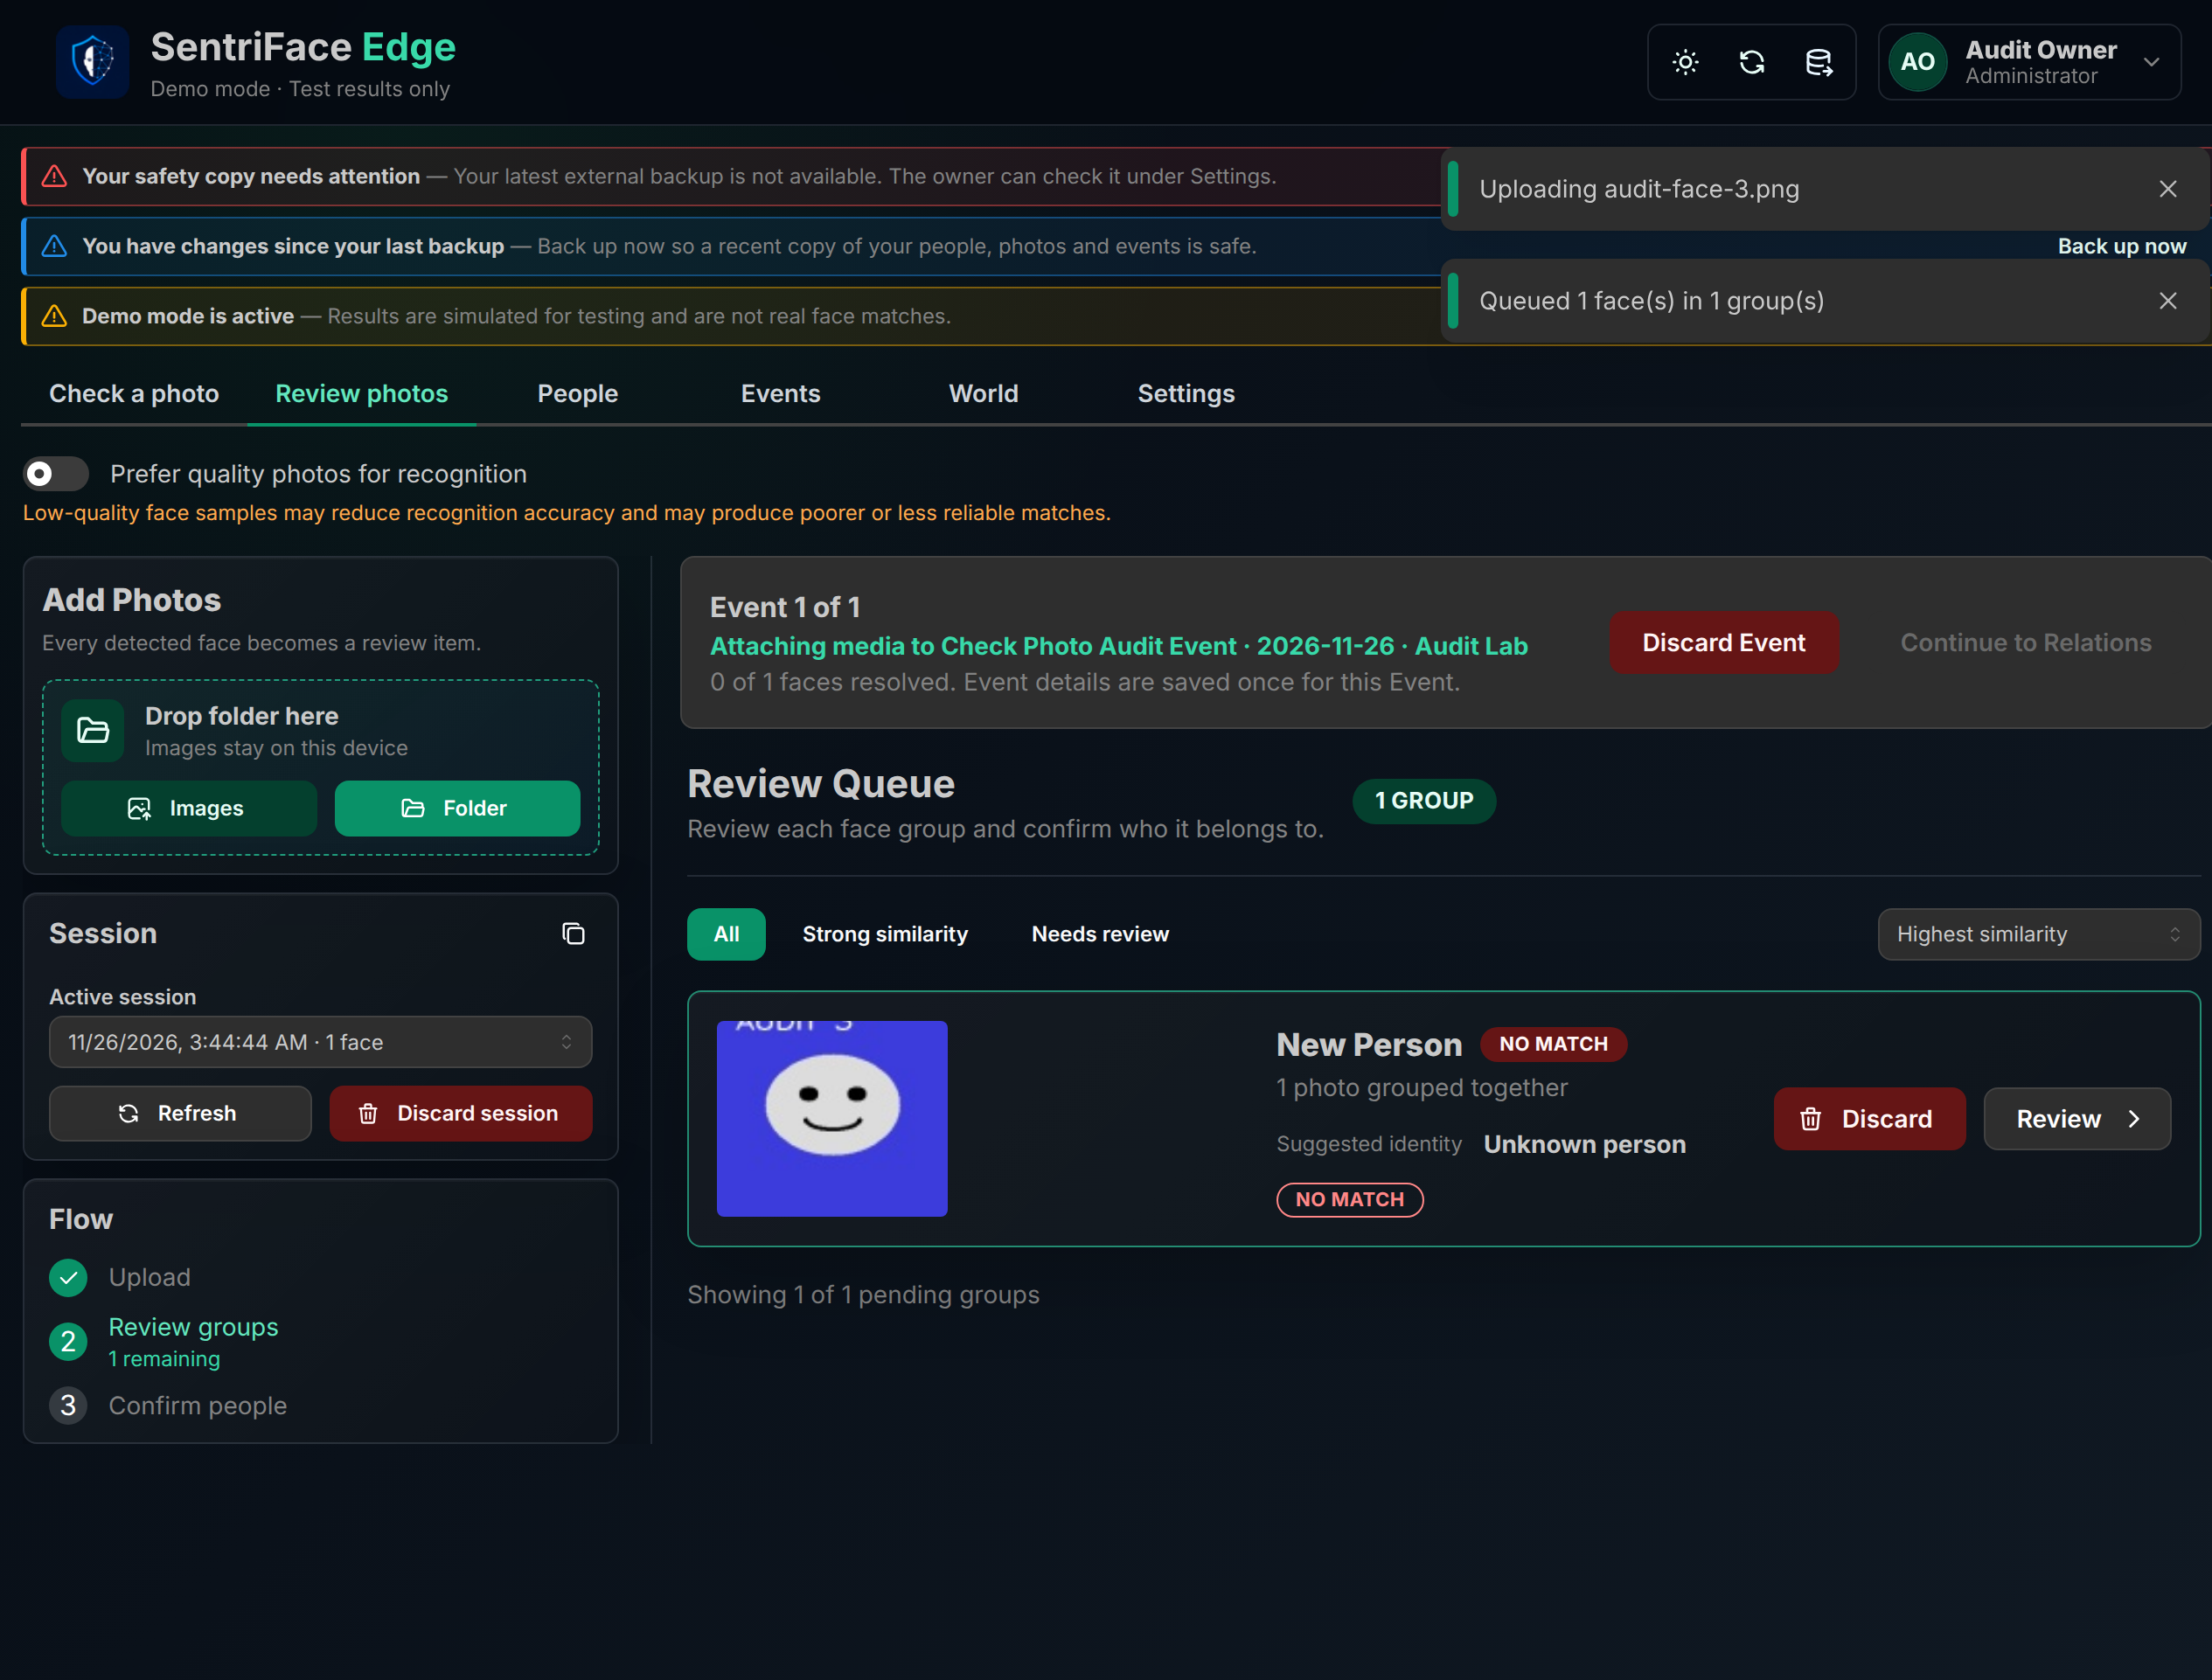 SentriFace Edge
Demo mode · Test results only
AO
Audit Owner
Administrator
Your safety copy needs attention — Your latest external backup is not available. The owner can check it under Settings.
Uploading audit-face-3.png
You have changes since your last backup — Back up now so a recent copy of your people, photos and events is safe.
Back up now
Demo mode is active — Results are simulated for testing and are not real face matches.
Queued 1 face(s) in 1 group(s)
Check a photo
Review photos
People
Events
World
Settings
Prefer quality photos for recognition
Low-quality face samples may reduce recognition accuracy and may produce poorer or less reliable matches.
Add Photos
Every detected face becomes a review item.
Drop folder here
Images stay on this device
Images
Folder
Session
Active session
11/26/2026, 3:44:44 AM · 1 face
Refresh
Discard session
Flow
Upload
2
Review groups
1 remaining
3
Confirm people
Event 1 of 1
Attaching media to Check Photo Audit Event · 2026-11-26 · Audit Lab
0 of 1 faces resolved. Event details are saved once for this Event.
Discard Event
Continue to Relations
Review Queue
Review each face group and confirm who it belongs to.
1 GROUP
All
Strong similarity
Needs review
Highest similarity
AUDIT 3
New Person
NO MATCH
1 photo grouped together
Suggested identity Unknown person
NO MATCH
Discard
Review
Showing 1 of 1 pending groups